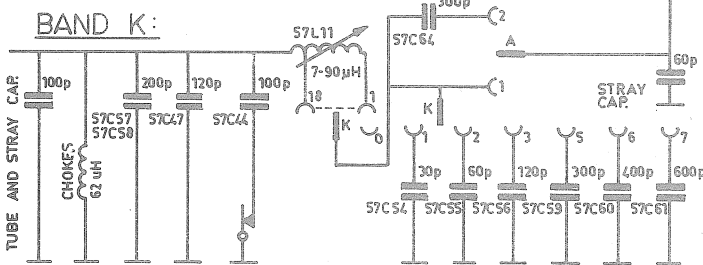 BAND K:
300p
2
57C64
57L11
7-90µH
18
1
K
0
A
1
K
60p
STRAY
CAP.
TUBE AND STRAY CAP.
100p
CHOKES
62 uH
200p
57C57
57C58
120p
57C47
100p
57C44
1
2
3
5
6
7
30p
60p
120p
300p
400p
600p
57C54
57C55
57C56
57C59
57C60
57C61